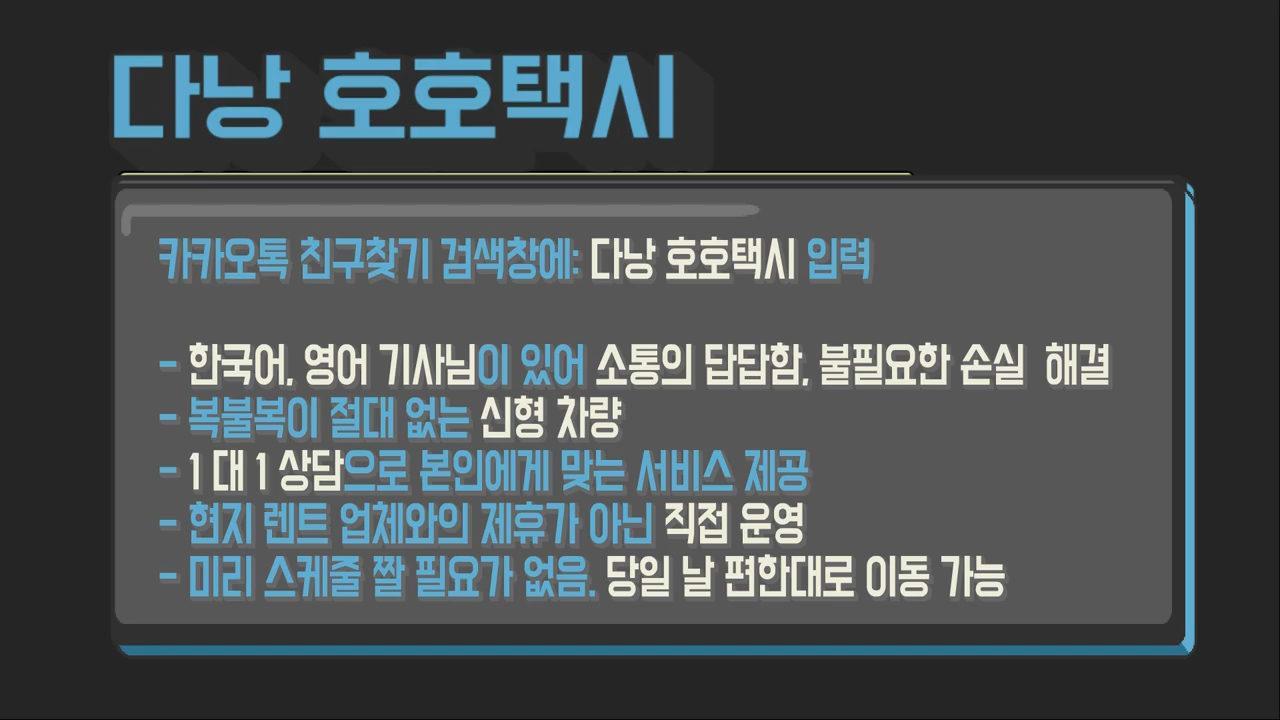 다낭 호호택시
카카오톡 친구찾기 검색창에: 다낭 호호택시 입력
- 한국어, 영어 기사님이 있어 소통의 답답함, 불필요한 손실 해결
- 복불복이 절대 없는 신형 차량
- 1 대 1 상담으로 본인에게 맞는 서비스 제공
- 현지 렌트 업체와의 제휴가 아닌 직접 운영
- 미리 스케줄 짤 필요가 없음. 당일 날 편한대로 이동 가능